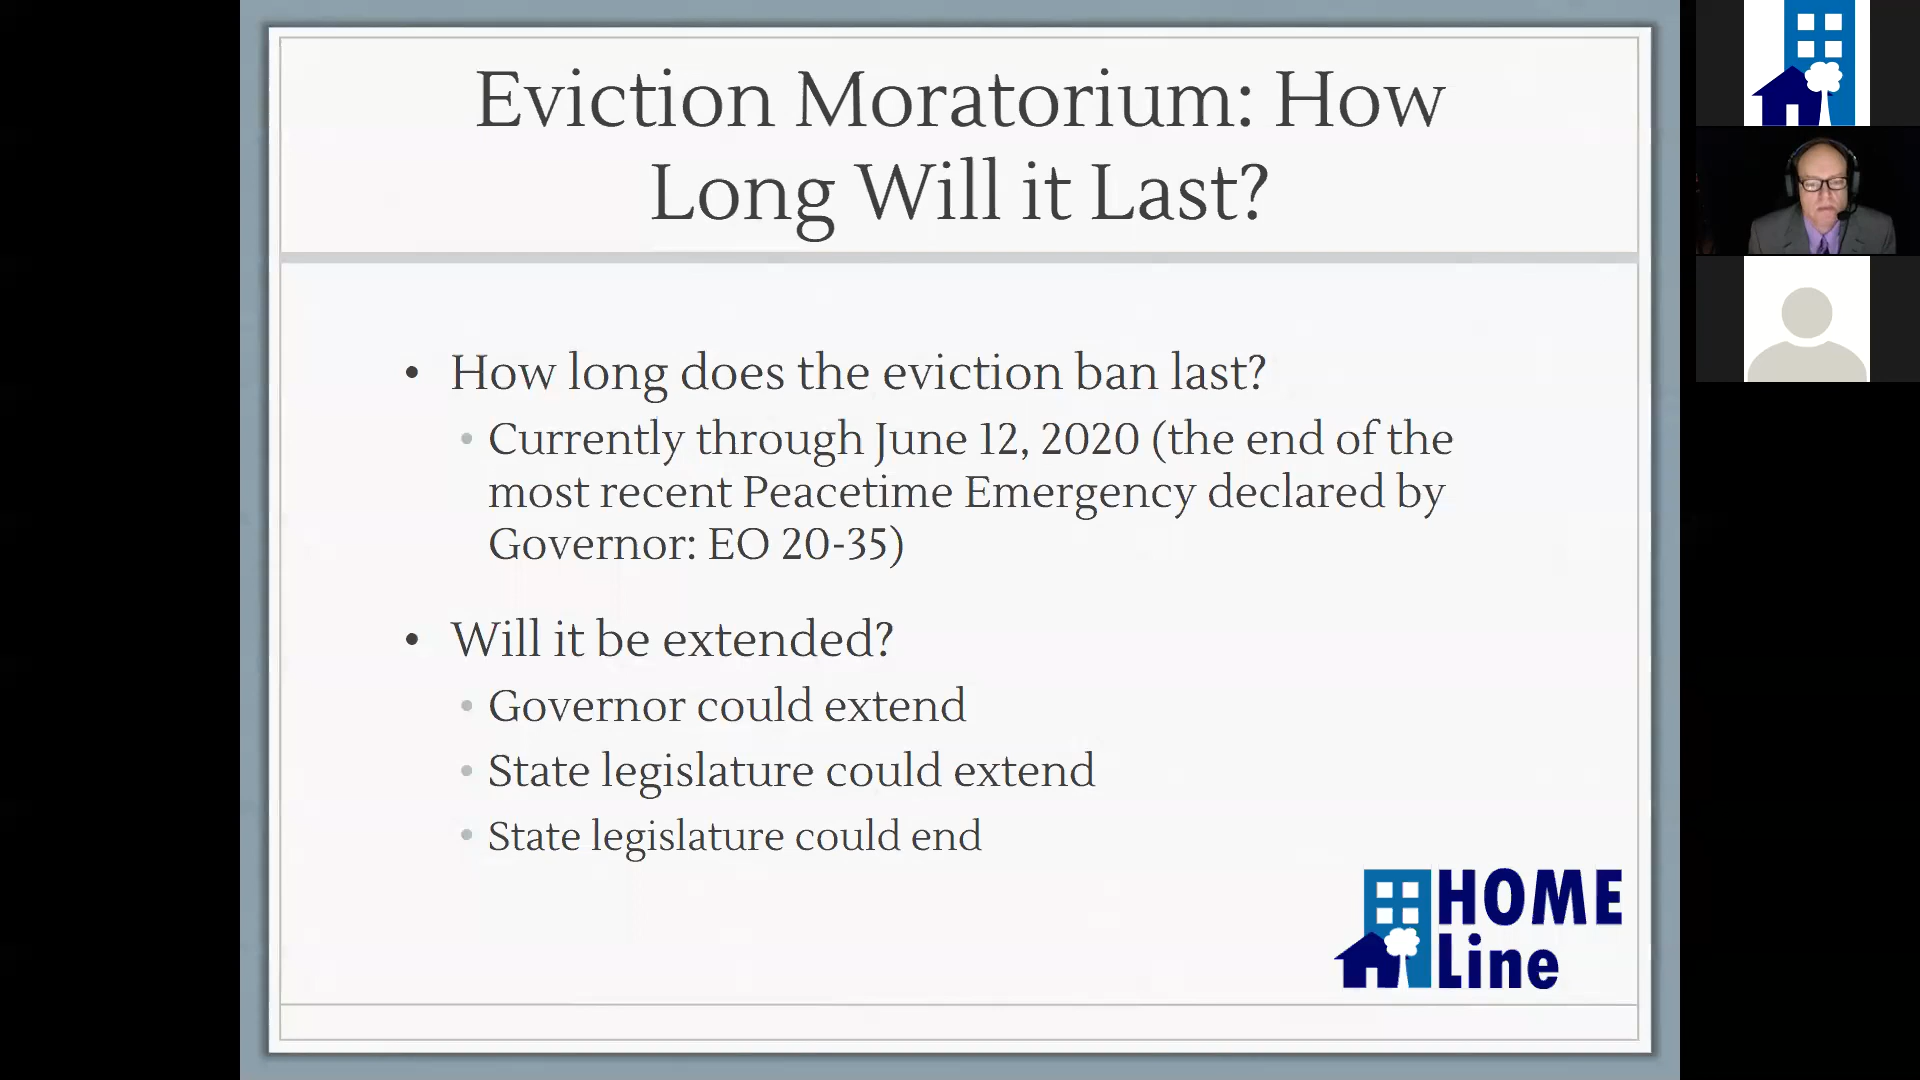 Eviction Moratorium: How
Long Will it Last?
• How long does the eviction ban last?
• Currently through June 12, 2020 (the end of the
most recent Peacetime Emergency declared by
Governor: EO 20-35)
• Will it be extended?
• Governor could extend
• State legislature could extend
• State legislature could end
HOME
Line